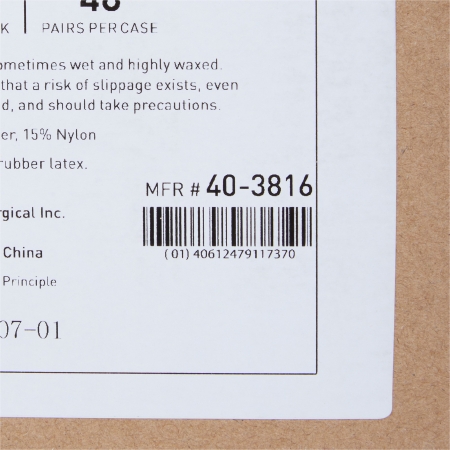 48
K PAIRS PER CASE
ometimes wet and highly waxed.
that a risk of slippage exists, even
d, and should take precautions.
er, 15% Nylon
rubber latex.
MFR # 40-3816
rgical Inc.
(01) 40612479117370
China
Principle
07-01